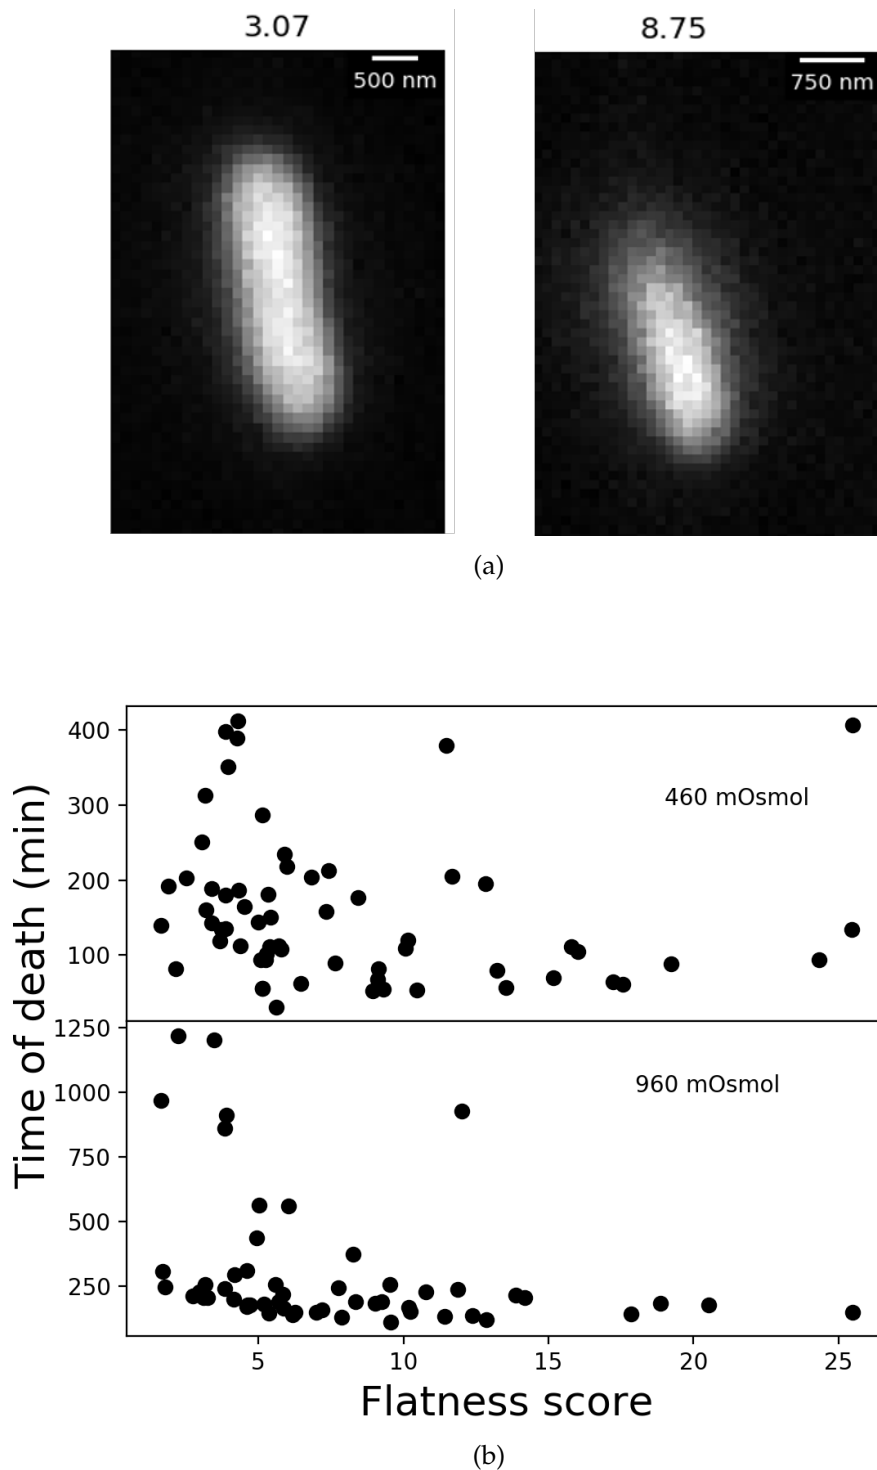 3.07
8.75
500 nm
750 nm
(a)
Time of death (min)
400
300
200
100
460 mOsmol
1250
1000
750
500
250
960 mOsmol
5 10 15 20 25
Flatness score
(b)